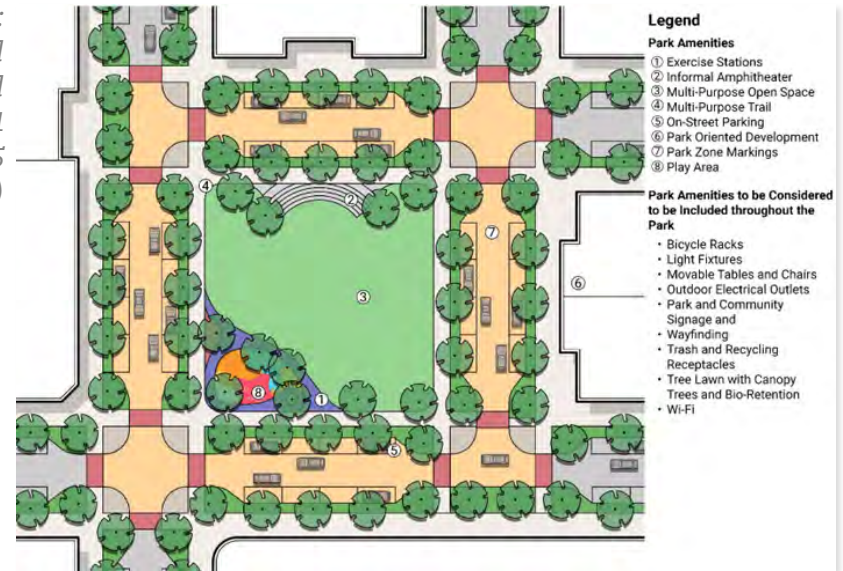 Legend
Park Amenities
① Exercise Stations
② Informal Amphitheater
③ Multi-Purpose Open Space
④ Multi-Purpose Trail
⑤ On-Street Parking
⑥ Park Oriented Development
⑦ Park Zone Markings
⑧ Play Area
Park Amenities to be Considered
to be Included throughout the
Park
• Bicycle Racks
• Light Fixtures
• Movable Tables and Chairs
• Outdoor Electrical Outlets
• Park and Community
Signage and
• Wayfinding
• Trash and Recycling
Receptacles
• Tree Lawn with Canopy
Trees and Bio-Retention
• Wi-Fi
④
②
⑦
③
⑥
⑧
①
⑤